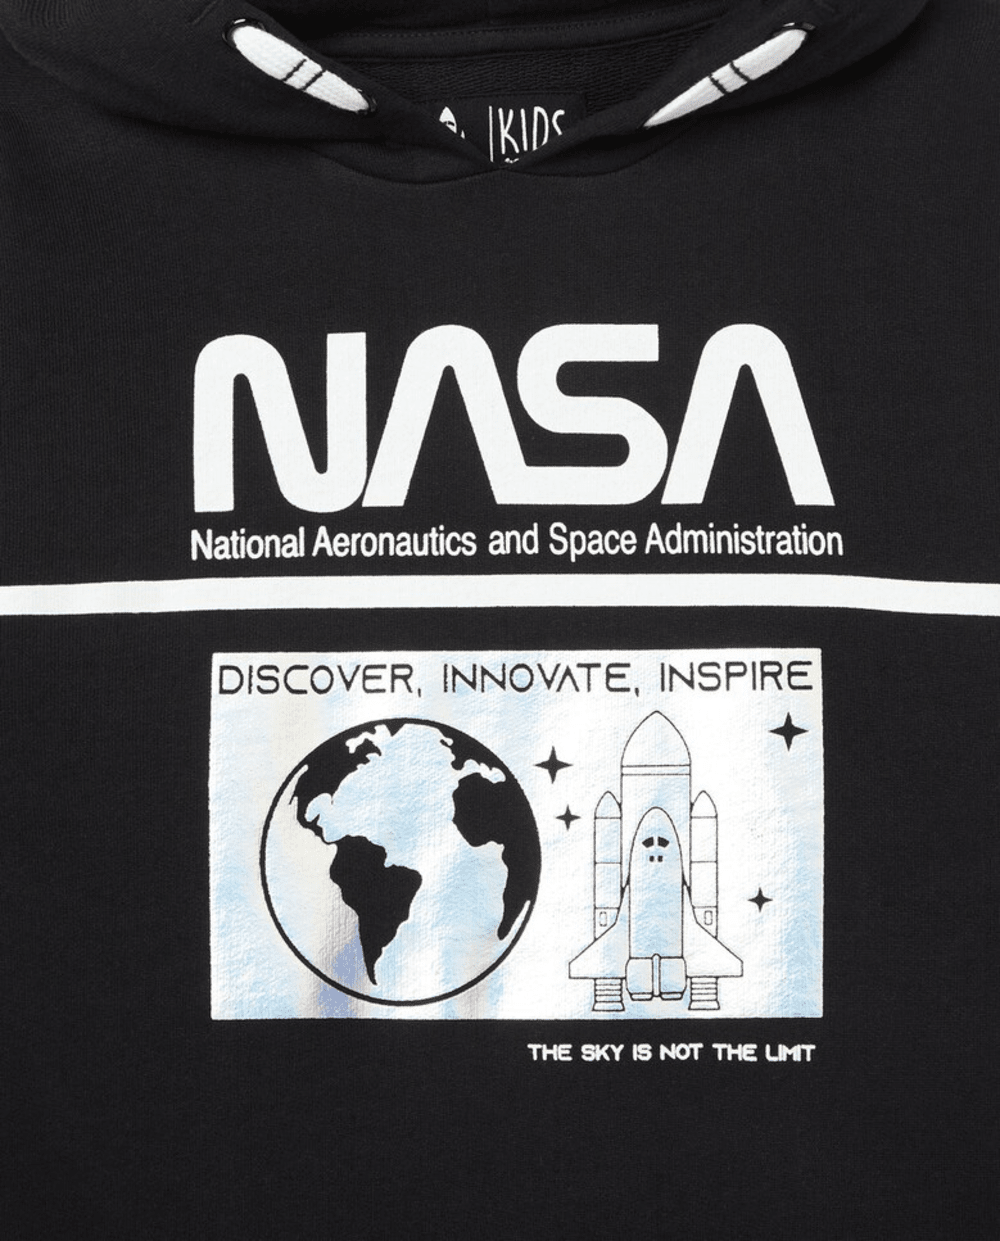 KIDS
NASA
National Aeronautics and Space Administration
DISCOVER, INNOVATE, INSPIRE
THE SKY IS NOT THE LIMIT